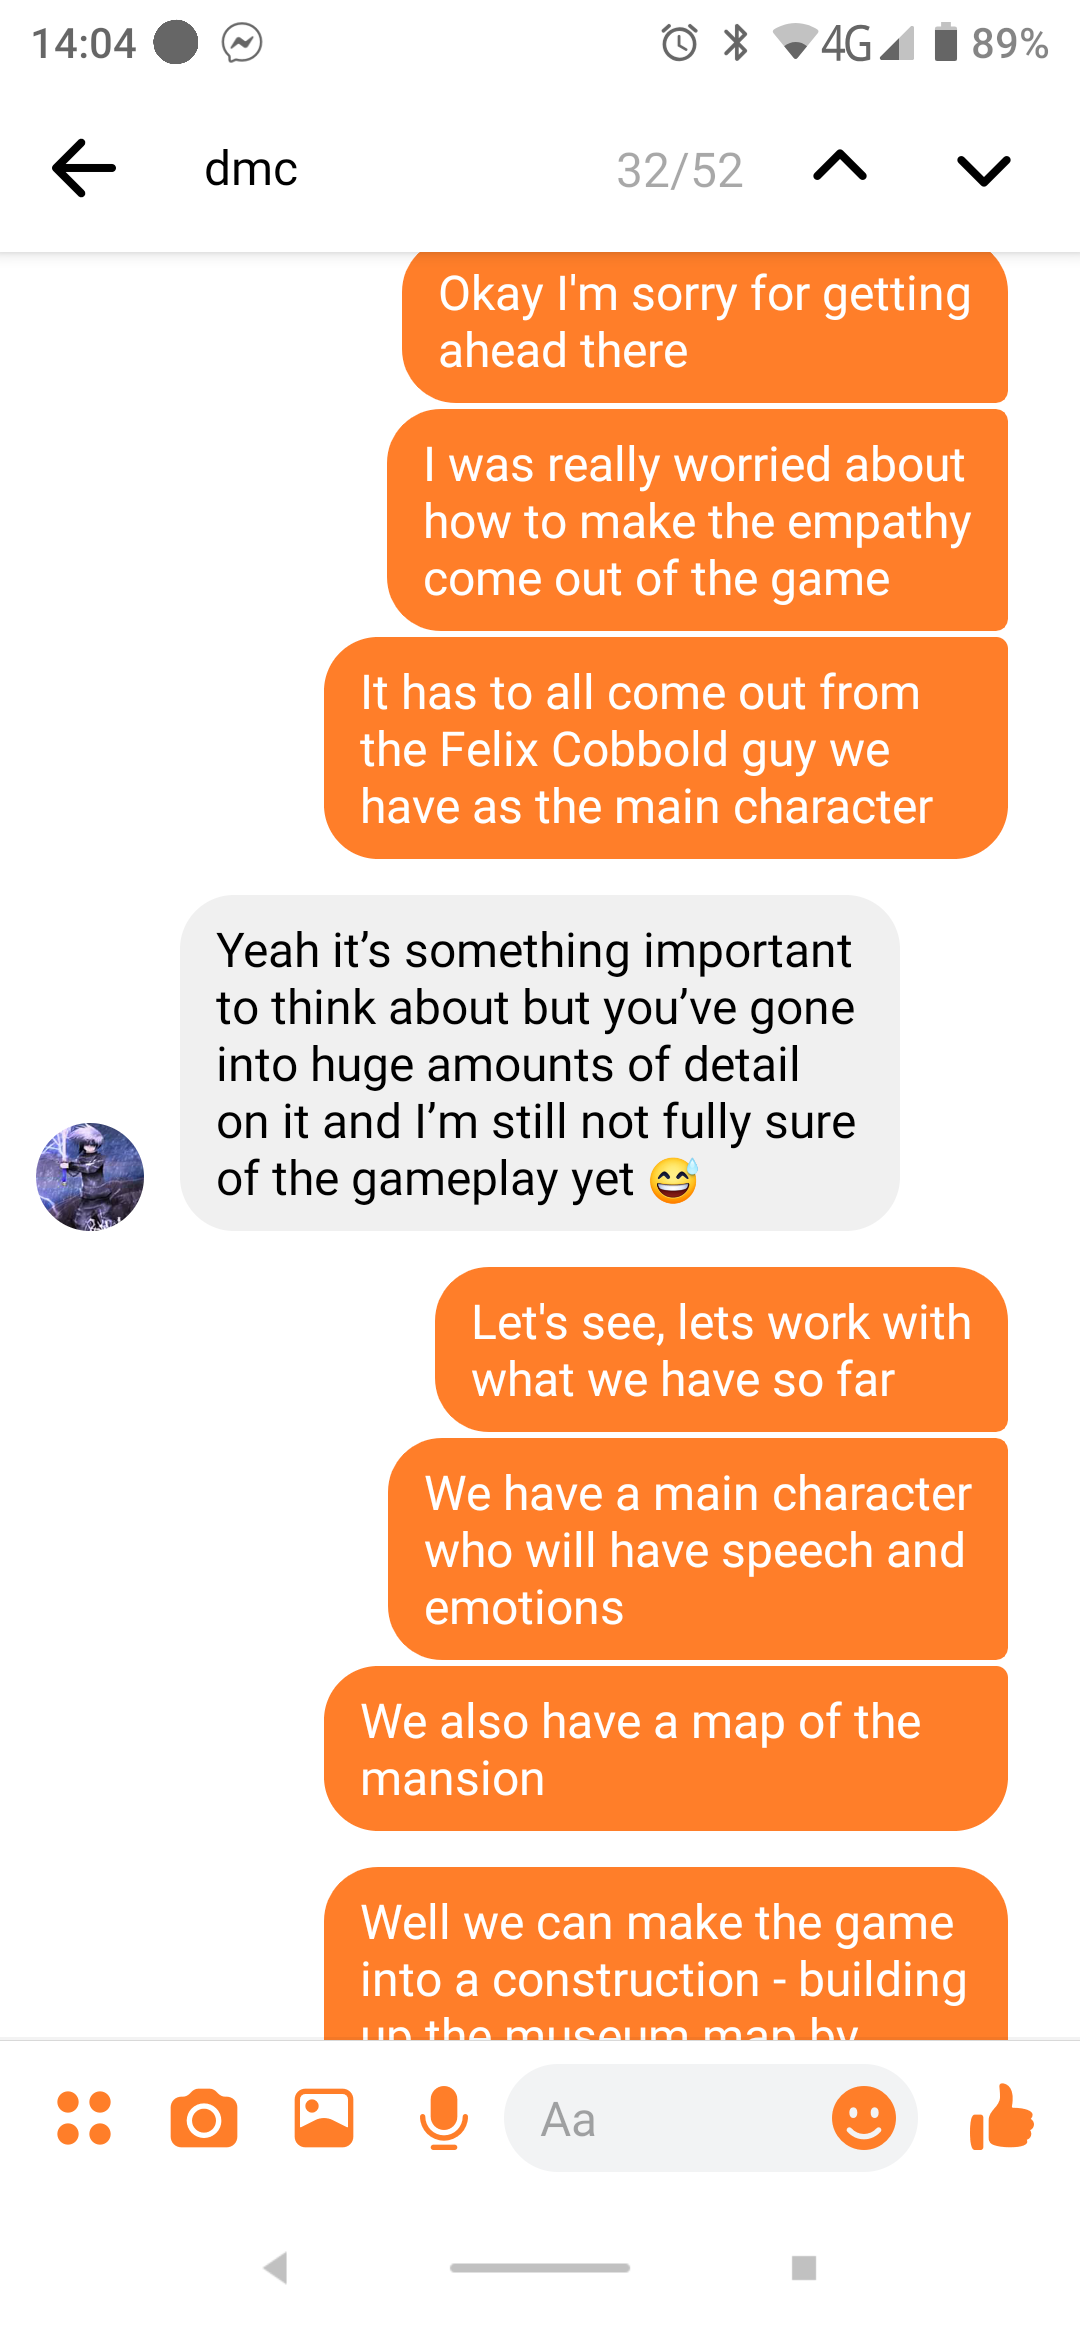 14:04
4G
89%
dmc
32/52
Okay I'm sorry for getting
ahead there
I was really worried about
how to make the empathy
come out of the game
It has to all come out from
the Felix Cobbold guy we
have as the main character
Yeah it’s something important
to think about but you’ve gone
into huge amounts of detail
on it and I’m still not fully sure
of the gameplay yet 😅
Let's see, lets work with
what we have so far
We have a main character
who will have speech and
emotions
We also have a map of the
mansion
Well we can make the game
into a construction - building
up the museum map by
Aa